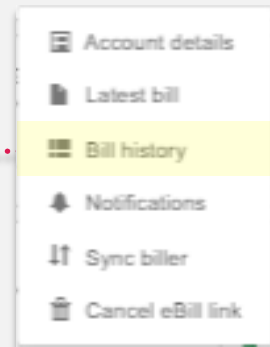 Account details
Latest bill
Bill history
Notifications
Sync biller
Cancel eBill link